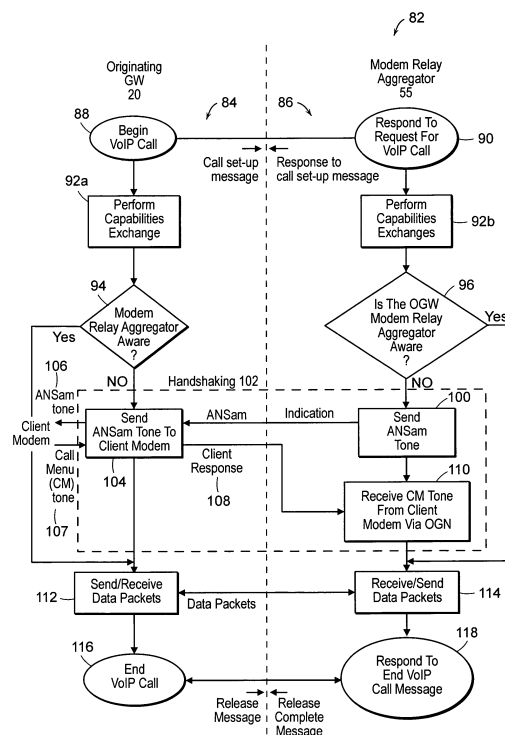 82
Originating
GW
20
Modem Relay
Aggregator
55
84
86
88
Begin
VoIP Call
Respond To
Request For
VoIP Call
90
Call set-up
message
Response to
call set-up message
Perform
Capabilities
Exchange
92a
Perform
Capabilities
Exchange
92b
94
96
Modem
Relay Aggregator
Aware
?
Yes
Is The OGW
Modem Relay
Aggregator
Aware
?
Yes
106
NO
Handshaking 102
NO
ANSam
tone
Client
Modem
Call
Menu
(CM)
tone
107
Send
ANSam Tone To
Client Modem
104
ANSam
Indication
100
Send
ANSam
Tone
Client
Response
108
110
Receive CM Tone
From Client
Modem Via OGN
112
Send/Receive
Data Packets
Data Packets
Receive/Send
Data Packets
114
116
End
VoIP Call
118
Respond To
End VoIP
Call Message
Release
Message
Release
Complete
Message